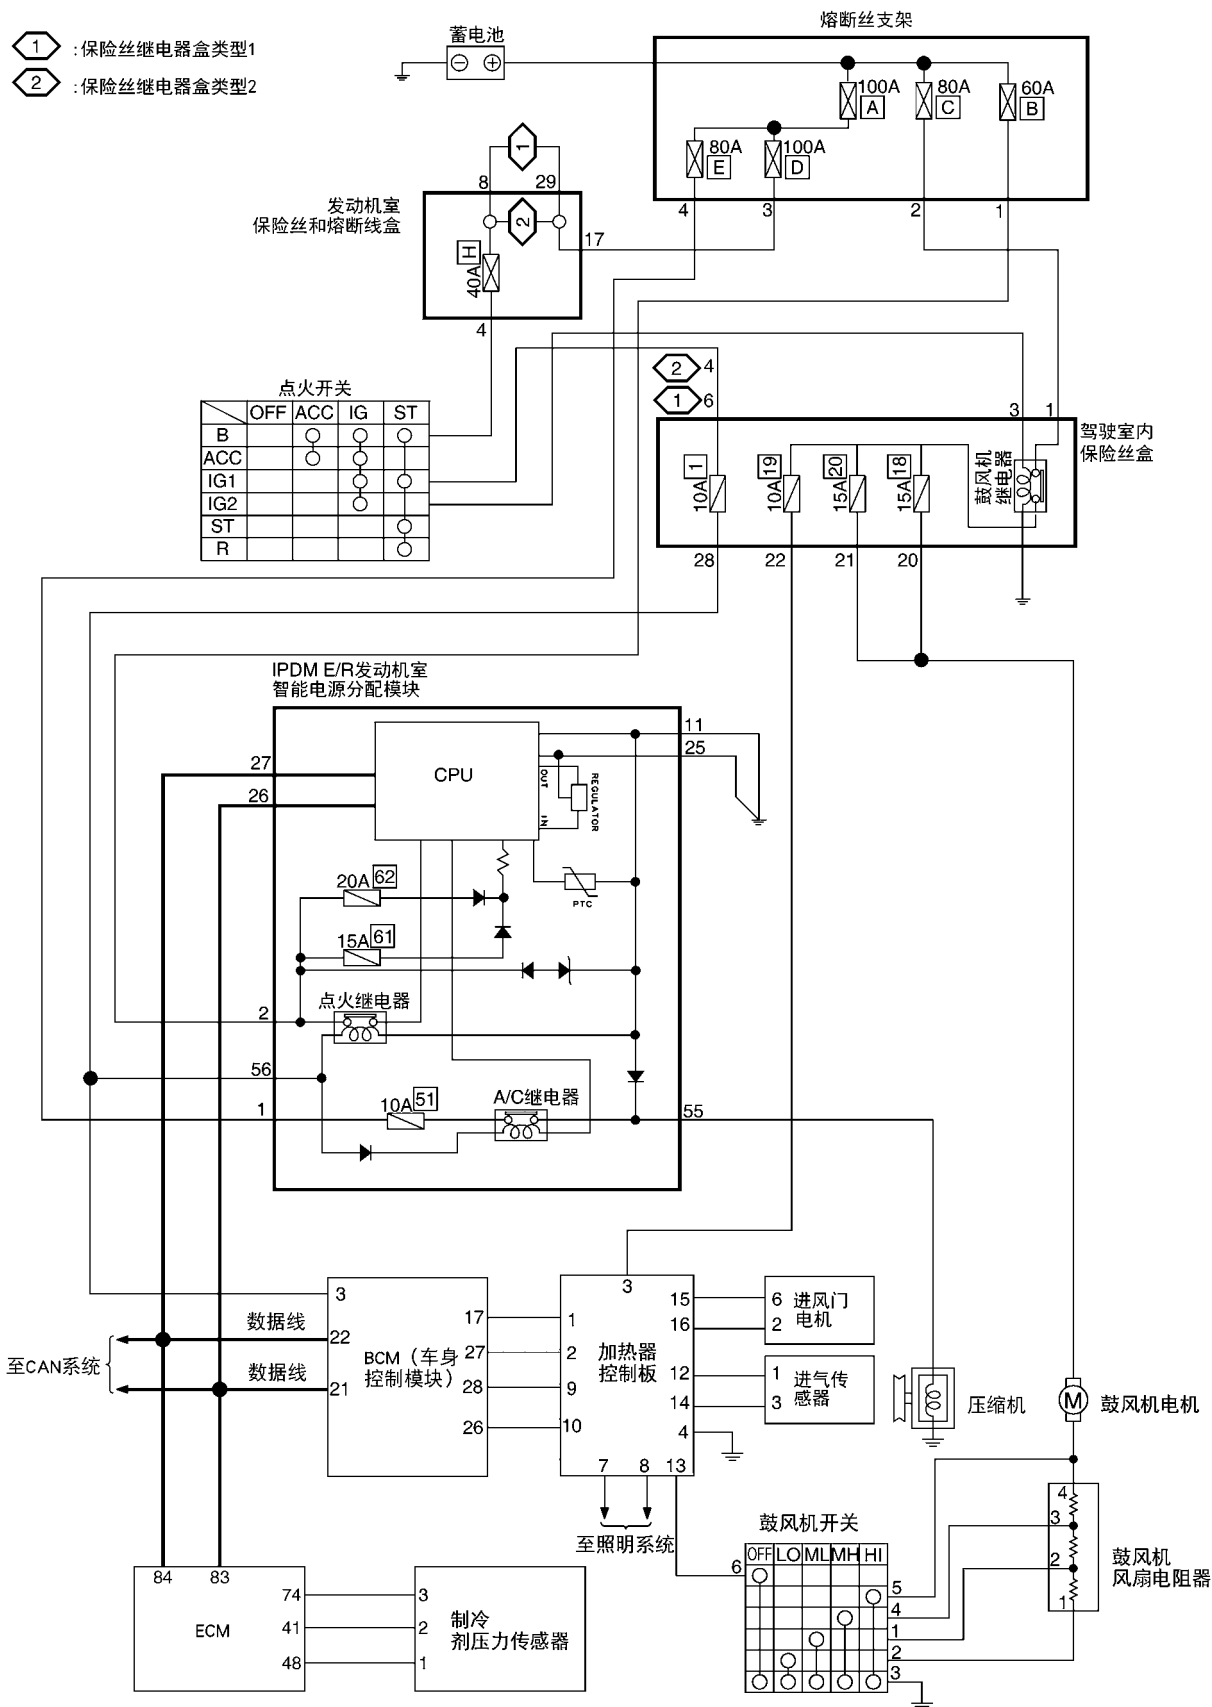 1 :保险丝继电器盒类型1
2 :保险丝继电器盒类型2
蓄电池
熔断丝支架
100A A
80A C
60A B
80A E
100A D
4 3 2 1
1
8 29
发动机室
保险丝和熔断线盒
2
17
H
40A
4
点火开关
OFF ACC IG ST
B
ACC
IG1
IG2
ST
R
2 4
1 6
3 1
驾驶室内
保险丝盒
10A 1
10A 19
15A 20
15A 18
鼓风机
继电器
28 22 21 20
IPDM E/R发动机室
智能电源分配模块
CPU
27
26
11
25
OUT
IN
REGULATOR
PTC
20A 62
15A 61
点火继电器
2
56
1
10A 51
A/C继电器
55
3
22
21
数据线
数据线
至CAN系统
BCM(车身
控制模块)
17
27
28
26
1
2
9
10
3
加热器
控制板
15
16
12
14
4
7 8 13
6
2
进风门
电机
1
3
进气传
感器
压缩机
M
鼓风机电机
至照明系统
鼓风机开关
OFF LO ML MH HI
6
5
4
1
2
3
4
3
2
1
鼓风机
风扇电阻器
84 83
ECM
74
41
48
3
2
1
制冷
剂压力传感器